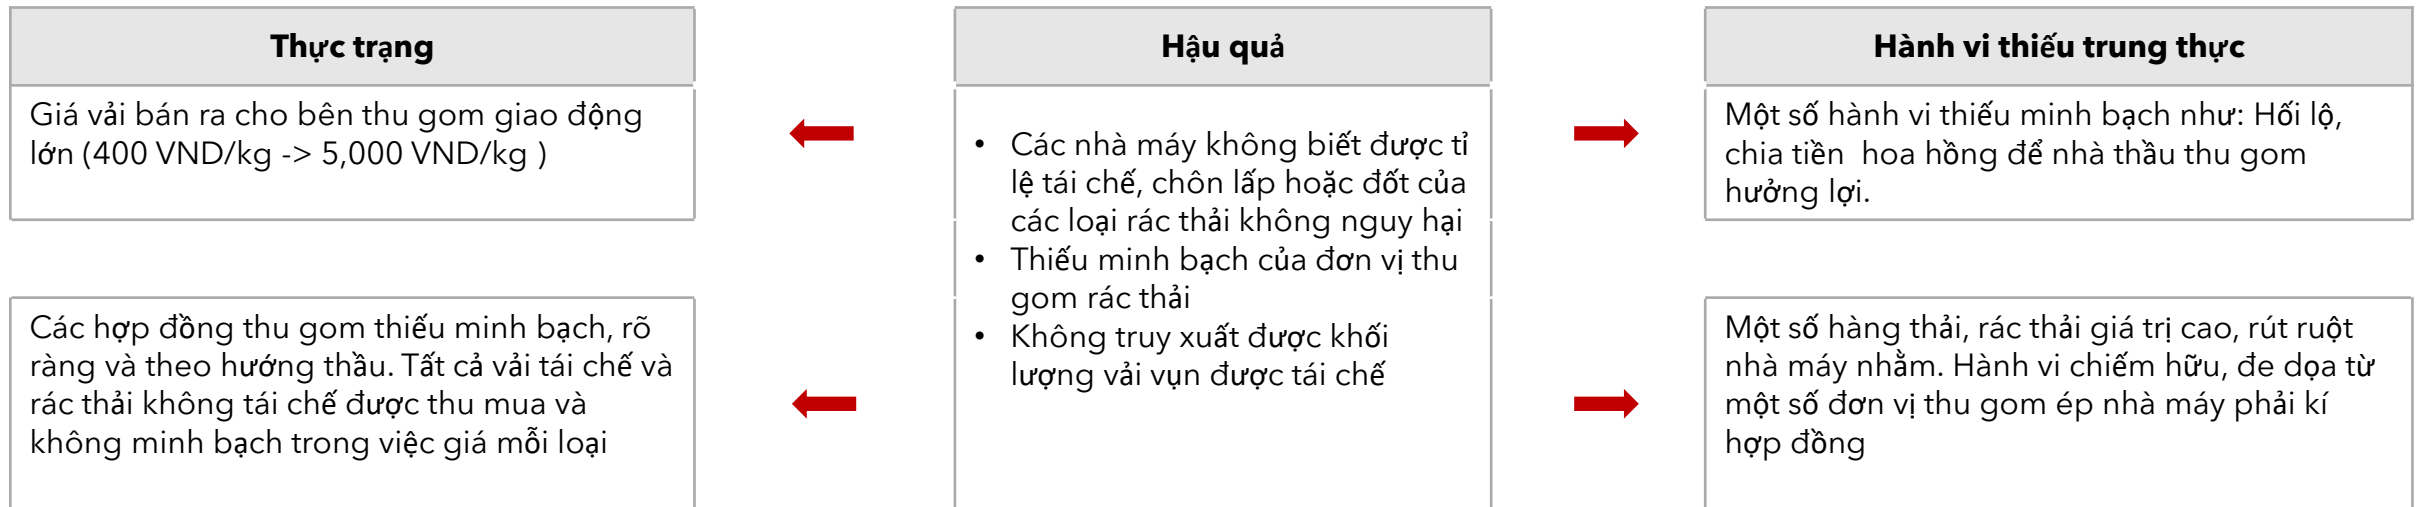 Thực trạng
Giá vải bán ra cho bên thu gom giao động
lớn (400 VND/kg -> 5,000 VND/kg )
Các hợp đồng thu gom thiếu minh bạch, rõ
ràng và theo hướng thầu. Tất cả vải tái chế và
rác thải không tái chế được thu mua và
không minh bạch trong việc giá mỗi loại
Hậu quả
• Các nhà máy không biết được tỉ
lệ tái chế, chôn lấp hoặc đốt của
các loại rác thải không nguy hại
• Thiếu minh bạch của đơn vị thu
gom rác thải
• Không truy xuất được khối
lượng vải vụn được tái chế
Hành vi thiếu trung thực
Một số hành vi thiếu minh bạch như: Hối lộ,
chia tiền  hoa hồng để nhà thầu thu gom
hưởng lợi.
Một số hàng thải, rác thải giá trị cao, rút ruột
nhà máy nhằm. Hành vi chiếm hữu, đe dọa từ
một số đơn vị thu gom ép nhà máy phải kí
hợp đồng